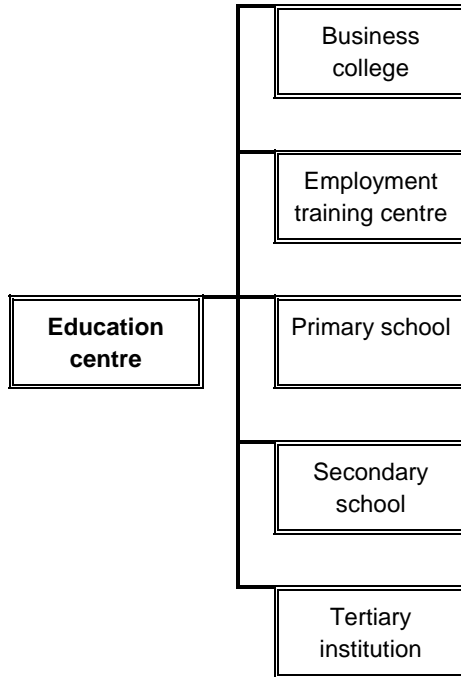 Business
college
Employment
training centre
Education
centre
Primary school
Secondary
school
Tertiary
institution